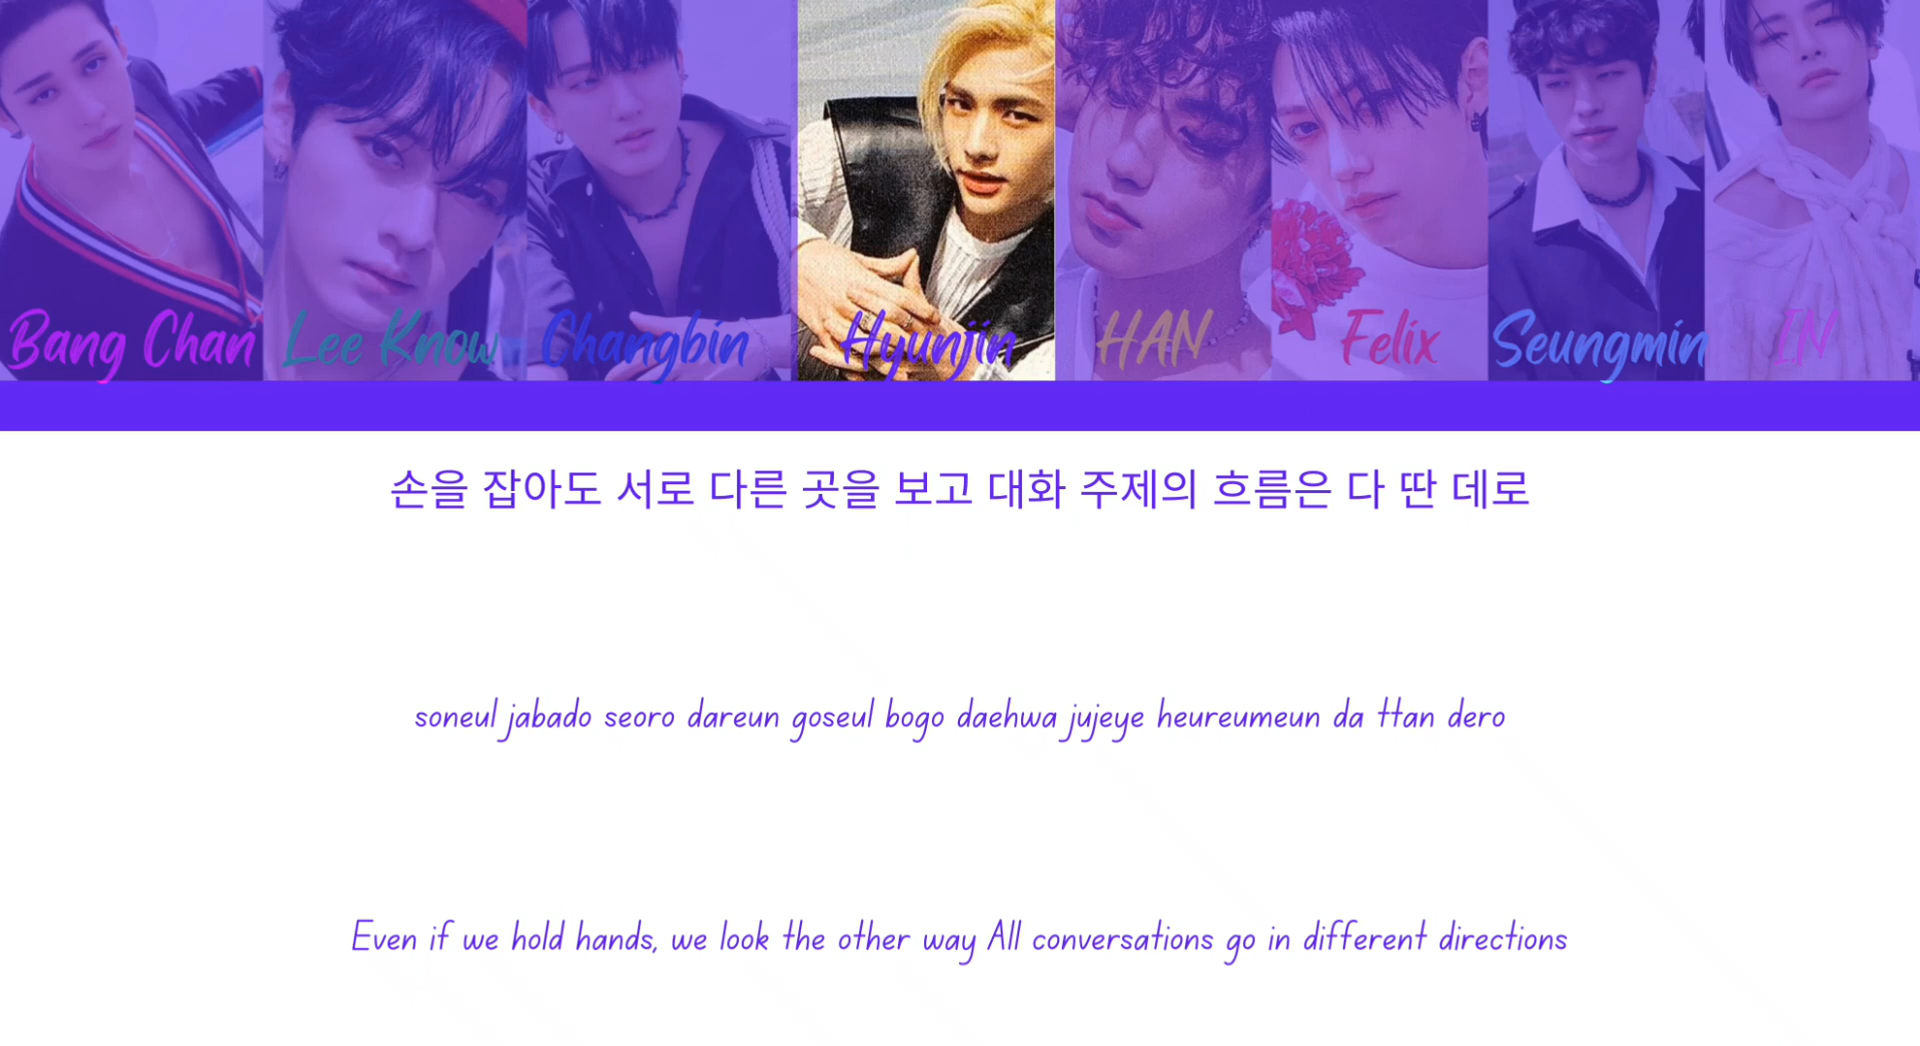 Bang Chan Lee Know Changbin Hyunjin HAN Felix Seungmin IN
손을 잡아도 서로 다른 곳을 보고 대화 주제의 흐름은 다 딴 데로
soneul jabado seoro dareun goseul bogo daehwa jujeye heureumeun da ttan dero
Even if we hold hands, we look the other way All conversations go in different directions